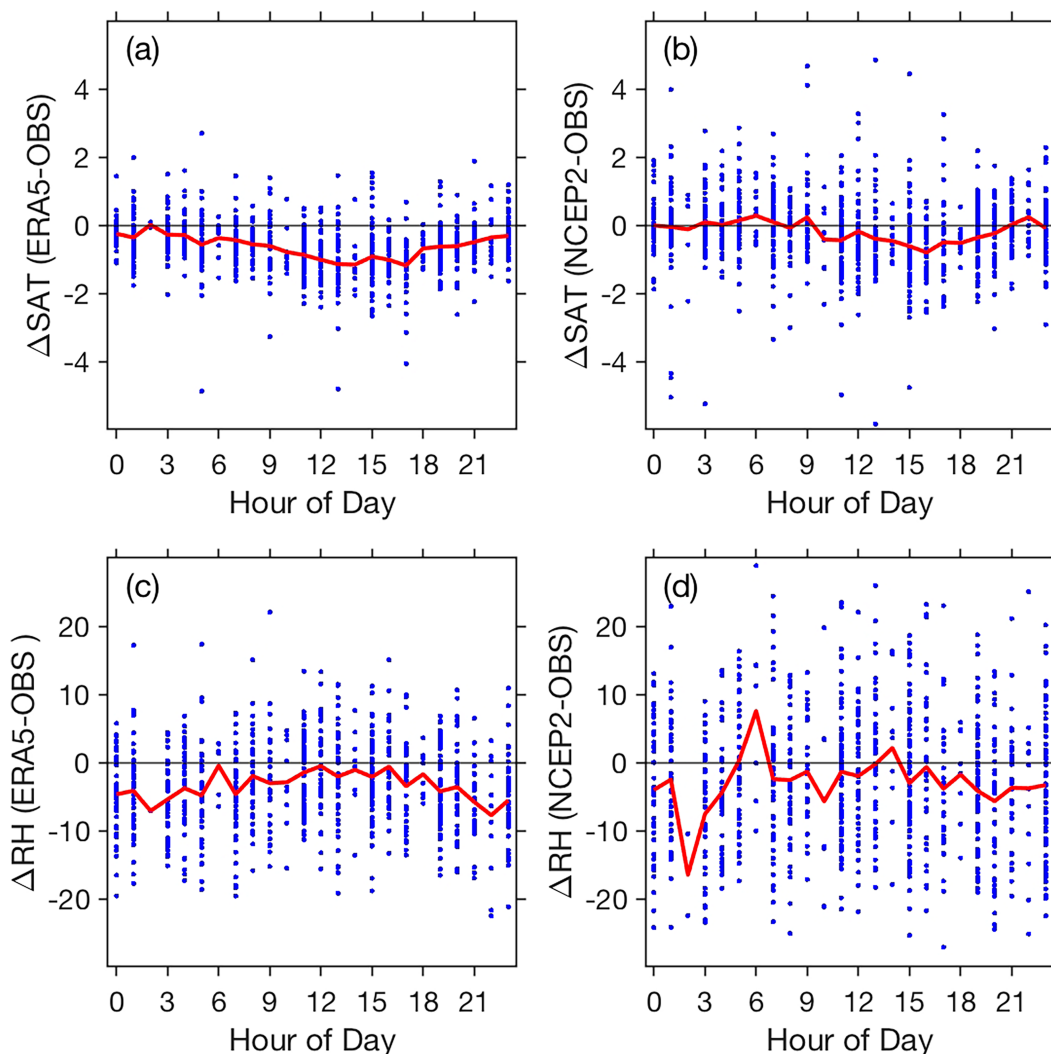 (a)
ΔSAT (ERA5-OBS)
4
2
0
-2
-4
0 3 6 9 12 15 18 21
Hour of Day
(b)
ΔSAT (NCEP2-OBS)
4
2
0
-2
-4
0 3 6 9 12 15 18 21
Hour of Day
(c)
ΔRH (ERA5-OBS )
20
10
0
-10
-20
0 3 6 9 12 15 18 21
Hour of Day
(d)
ΔRH (NCEP2-OBS)
20
10
0
-10
-20
0 3 6 9 12 15 18 21
Hour of Day